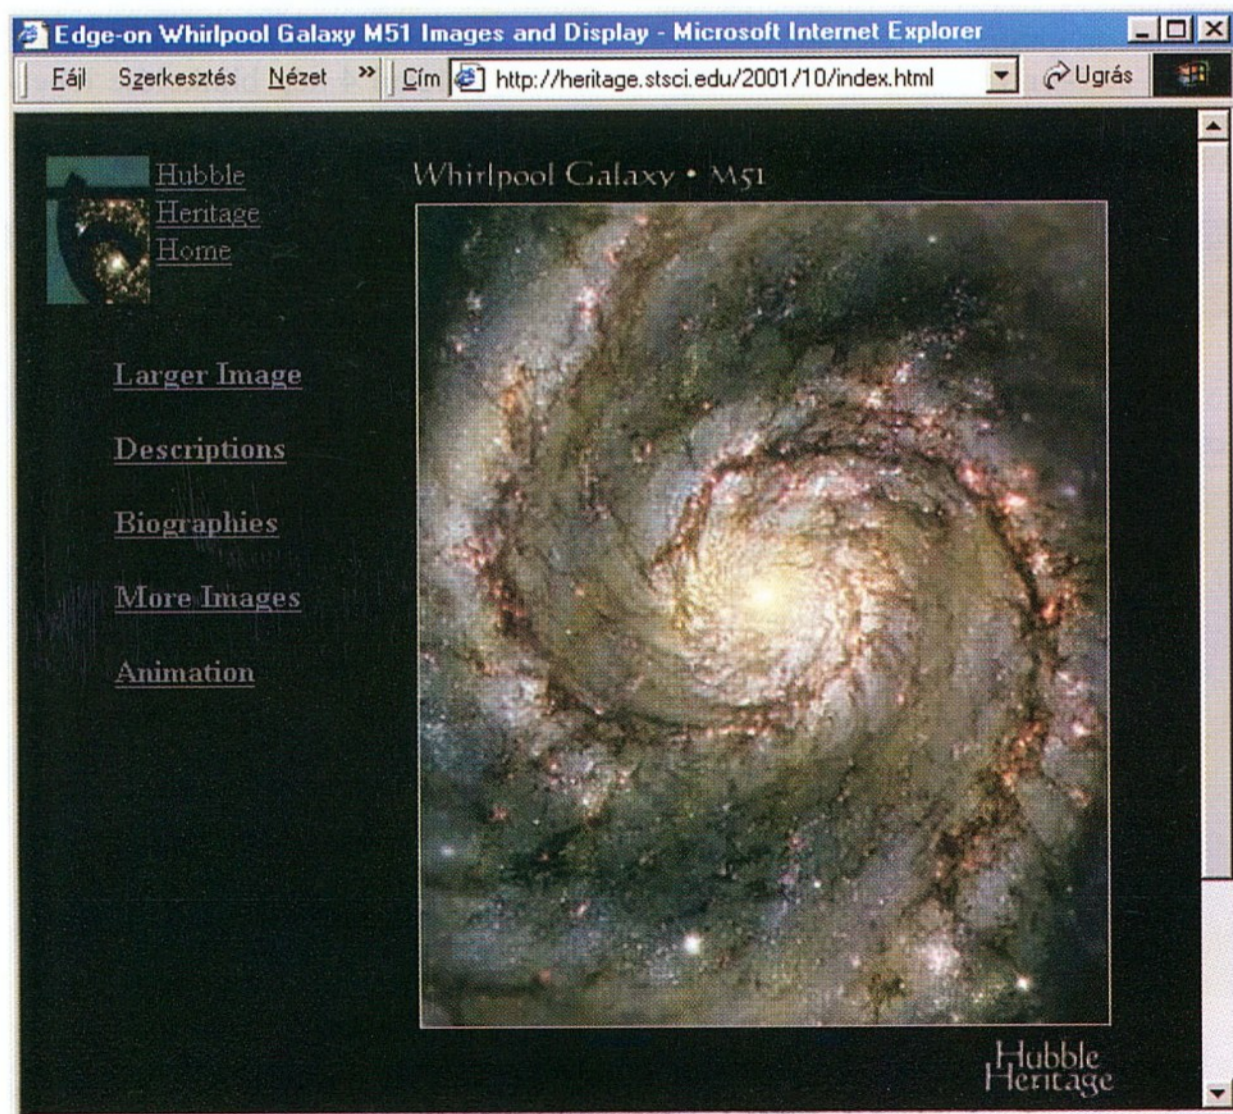 Edge-on Whirlpool Galaxy M51 Images and Display - Microsoft Internet Explorer
Fájl Szerkesztés Nézet » Cím http://heritage.stsci.edu/2001/10/index.html Ugrás
Hubble
Heritage
Home
Whirlpool Galaxy • M51
Larger Image
Descriptions
Biographies
More Images
Animation
Hubble
Heritage